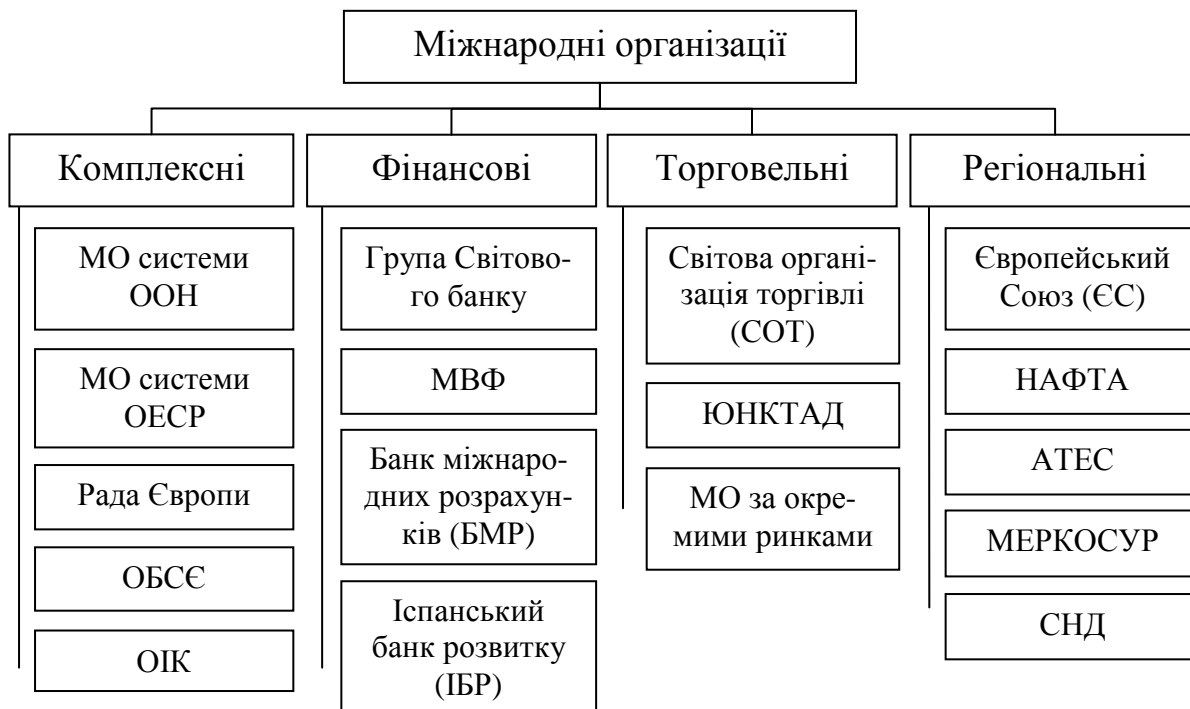 Міжнародні організації
Комплексні
МО системи
ООН
МО системи
ОЕСР
Рада Європи
ОБСЄ
ОІК
Фінансові
Група Світово-
го банку
МВФ
Банк міжнаро-
дних розрахун-
ків (БМР)
Іспанський
банк розвитку
(ІБР)
Торговельні
Світова органі-
зація торгівлі
(СОТ)
ЮНКТАД
МО за окре-
мими ринками
Регіональні
Європейський
Союз (ЄС)
НАФТА
АТЕС
МЕРКОСУР
СНД